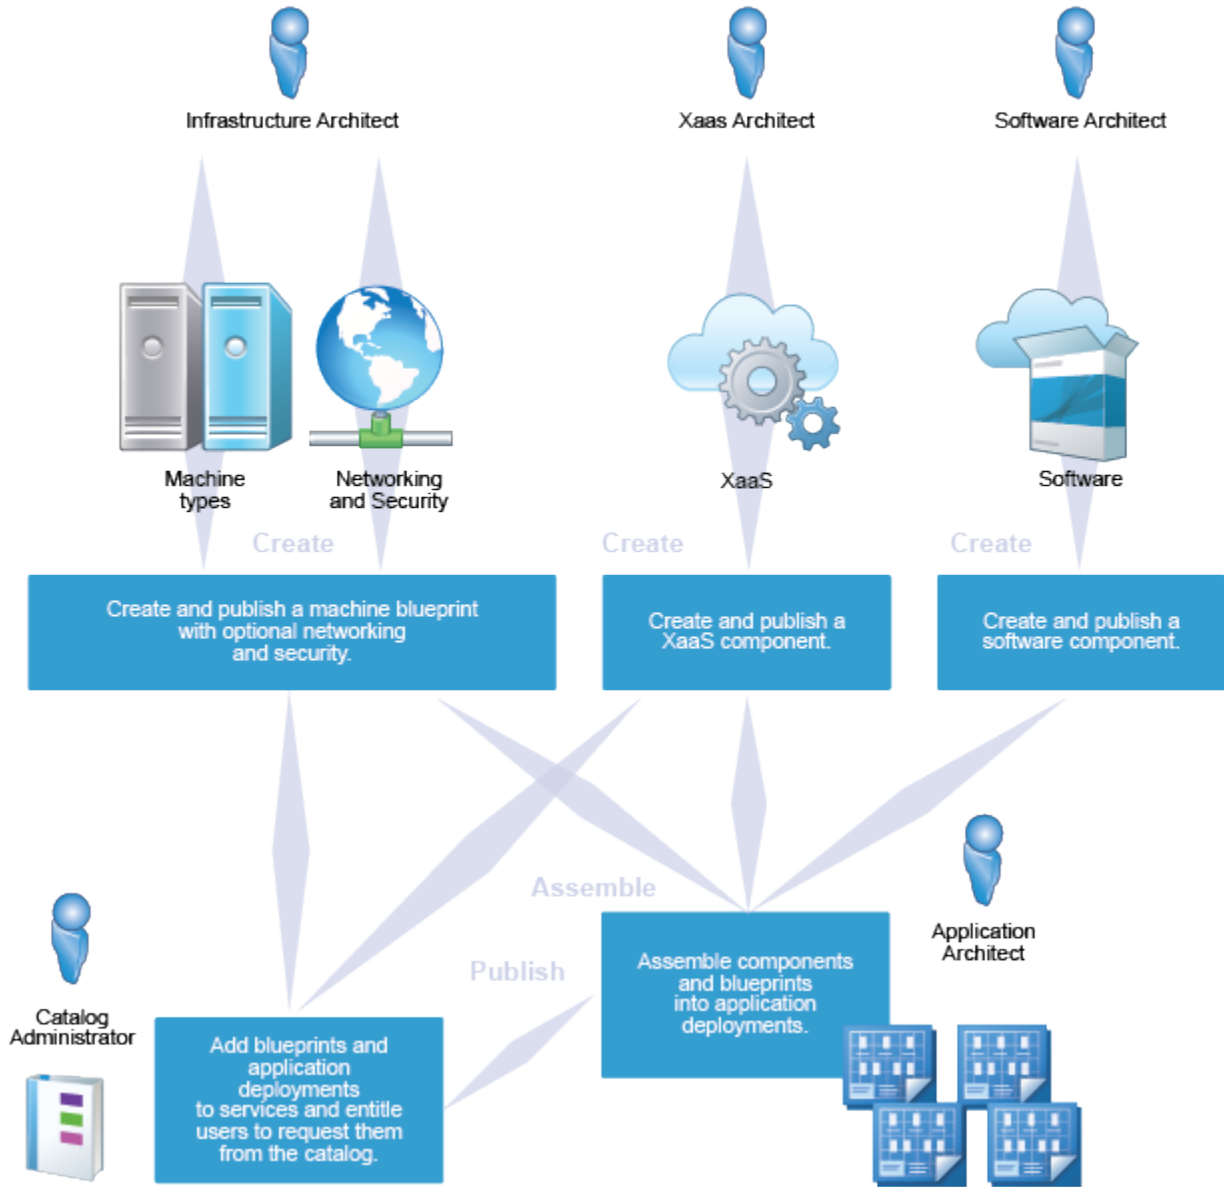 Infrastructure Architect
Xaas Architect
Software Architect
Machine
types
Networking
and Security
XaaS
Software
Create
Create
Create
Create and publish a machine blueprint
with optional networking
and security.
Create and publish a
XaaS component.
Create and publish a
software component.
Assemble
Publish
Application
Architect
Assemble components
and blueprints
into application
deployments.
Catalog
Administrator
Add blueprints and
application
deployments
to services and entitle
users to request them
from the catalog.